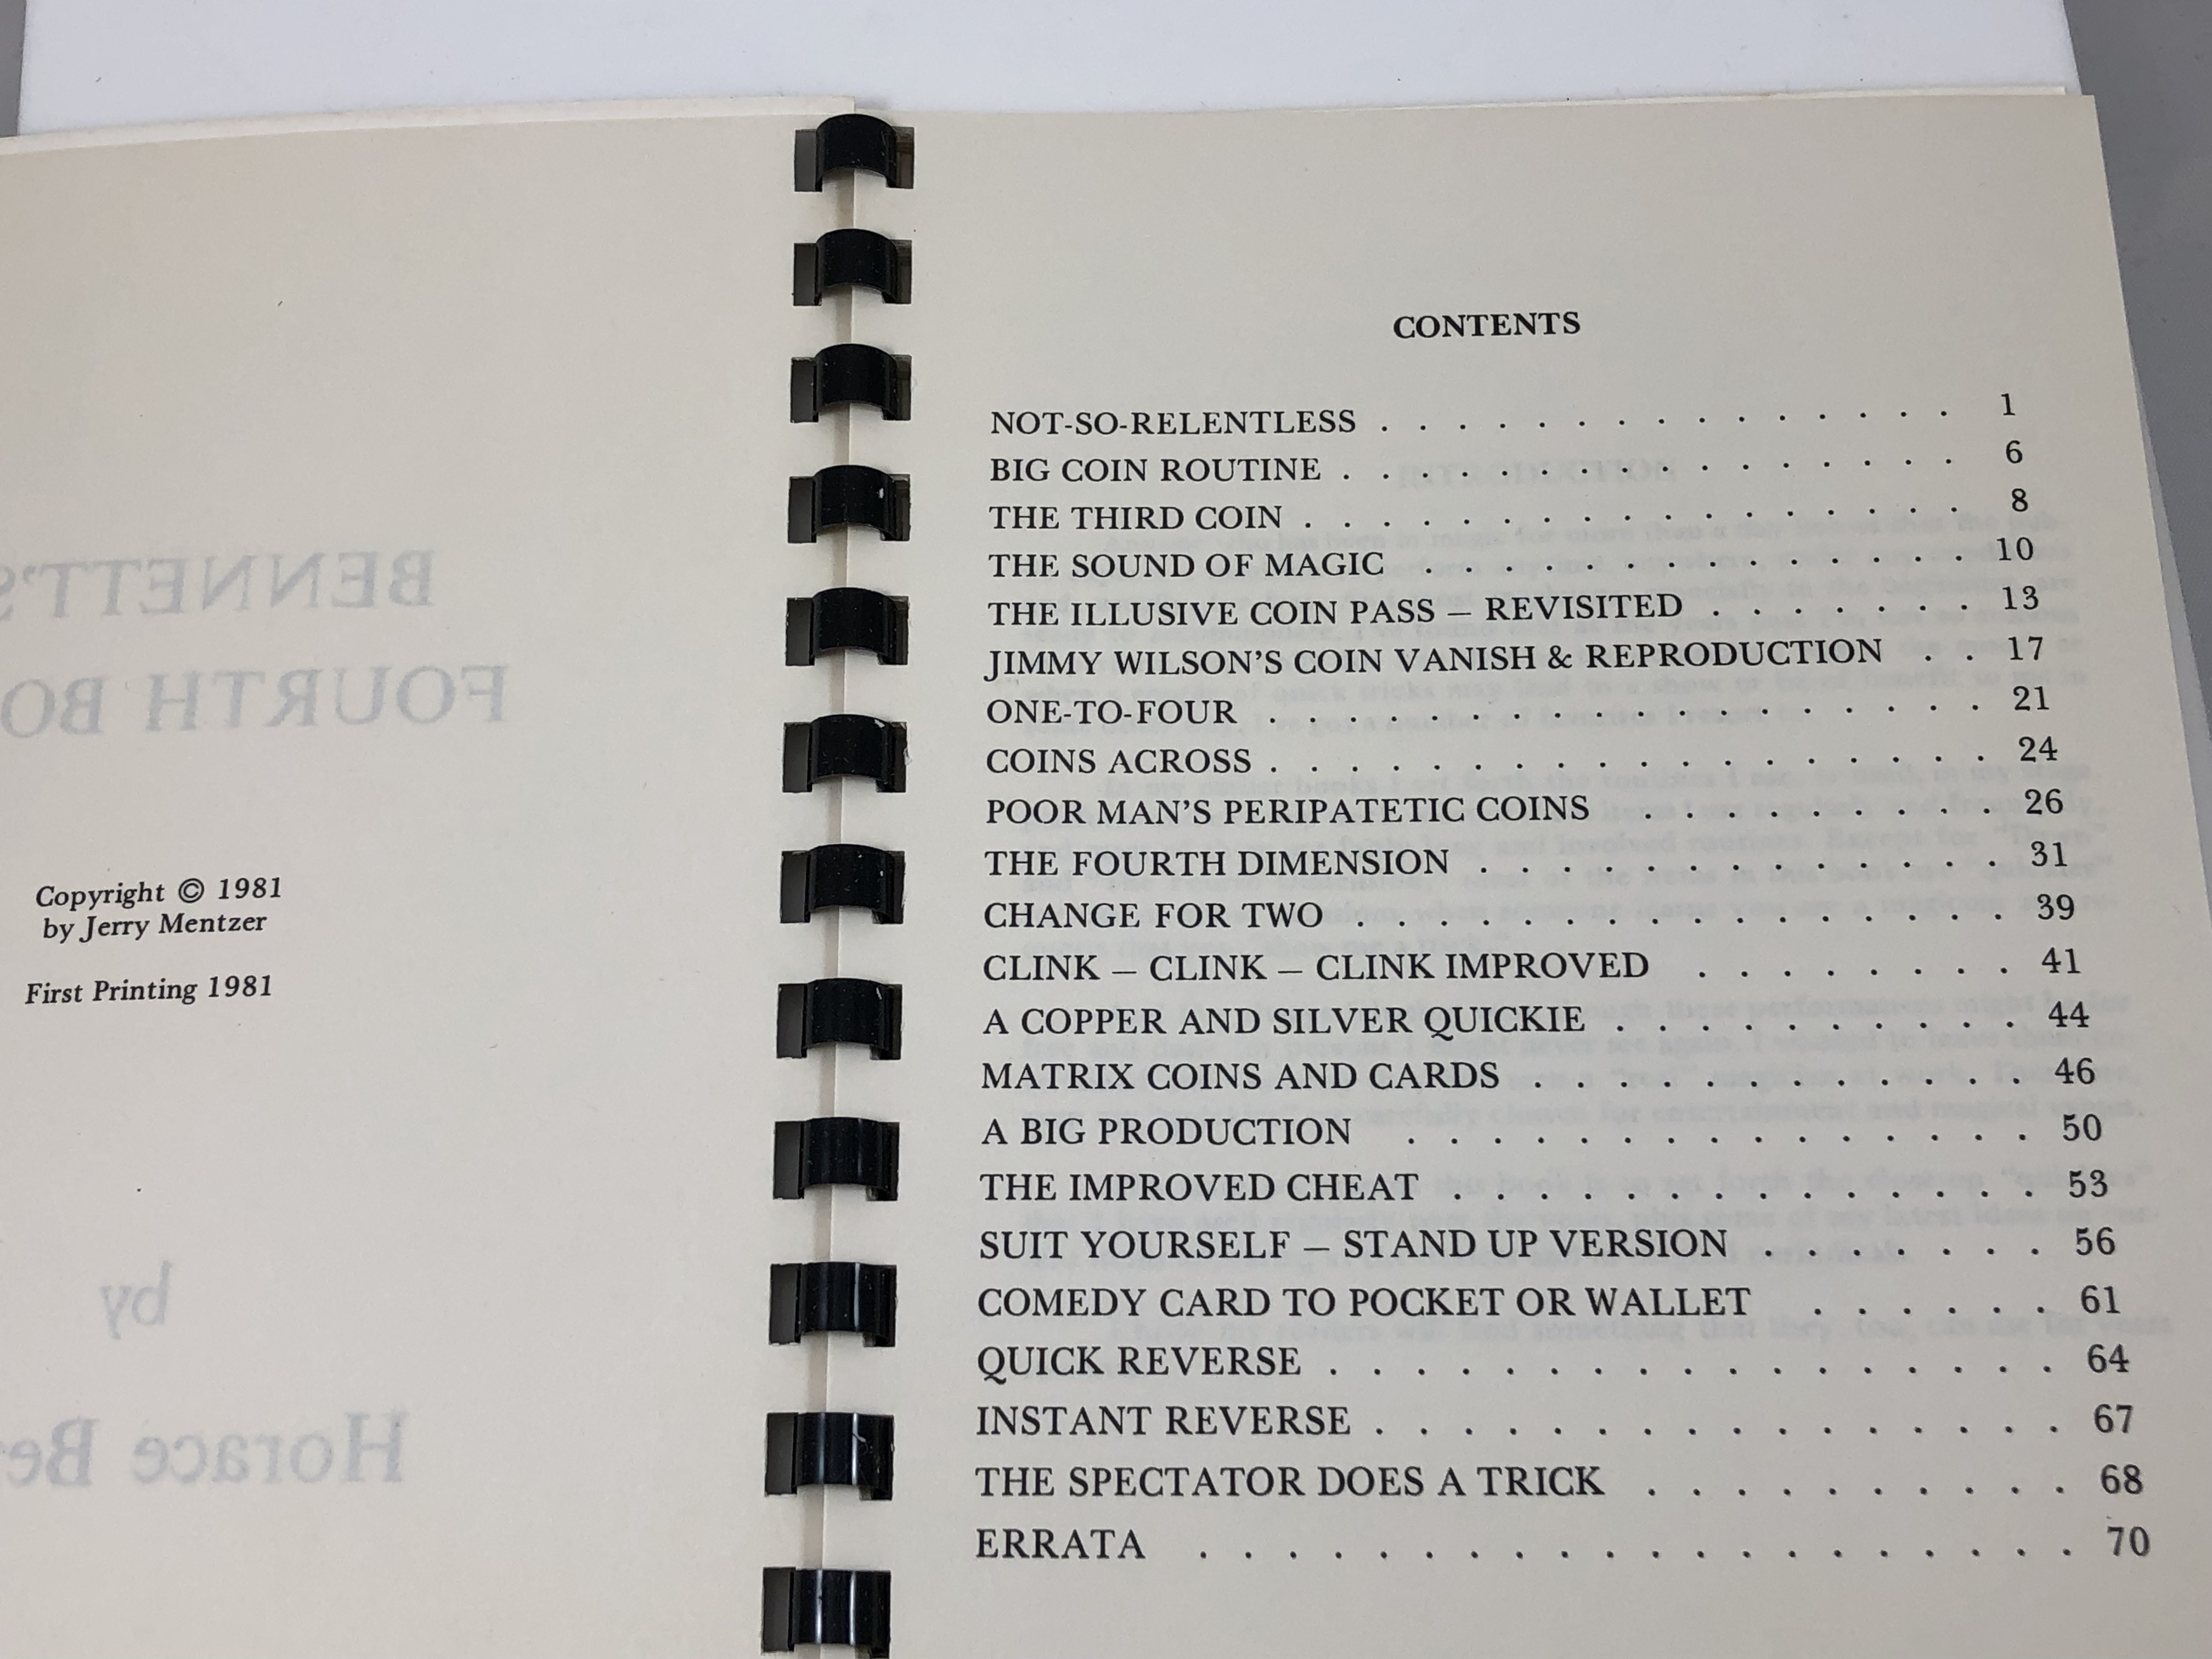 BENNETT'S
FOURTH BO
Copyright © 1981
by Jerry Mentzer
First Printing 1981
by
Horace Be
CONTENTS
NOT-SO-RELENTLESS . . . . . . . . . . . . . . . 1
BIG COIN ROUTINE . . . . . . . . . . . . . . . . 6
THE THIRD COIN . . . . . . . . . . . . . . . . . 8
THE SOUND OF MAGIC . . . . . . . . . . . . . . 10
THE ILLUSIVE COIN PASS – REVISITED . . . . . . . 13
JIMMY WILSON'S COIN VANISH & REPRODUCTION . . 17
ONE-TO-FOUR . . . . . . . . . . . . . . . . . 21
COINS ACROSS . . . . . . . . . . . . . . . . . . 24
POOR MAN'S PERIPATETIC COINS . . . . . . . . . 26
THE FOURTH DIMENSION . . . . . . . . . . . . . 31
CHANGE FOR TWO . . . . . . . . . . . . . . . . 39
CLINK – CLINK – CLINK IMPROVED . . . . . . . . 41
A COPPER AND SILVER QUICKIE . . . . . . . . . . 44
MATRIX COINS AND CARDS . . . . . . . . . . . . 46
A BIG PRODUCTION . . . . . . . . . . . . . . . 50
THE IMPROVED CHEAT . . . . . . . . . . . . . . 53
SUIT YOURSELF – STAND UP VERSION . . . . . . . 56
COMEDY CARD TO POCKET OR WALLET . . . . . . 61
QUICK REVERSE . . . . . . . . . . . . . . . . . 64
INSTANT REVERSE . . . . . . . . . . . . . . . . 67
THE SPECTATOR DOES A TRICK . . . . . . . . . . 68
ERRATA . . . . . . . . . . . . . . . . . . . . 70